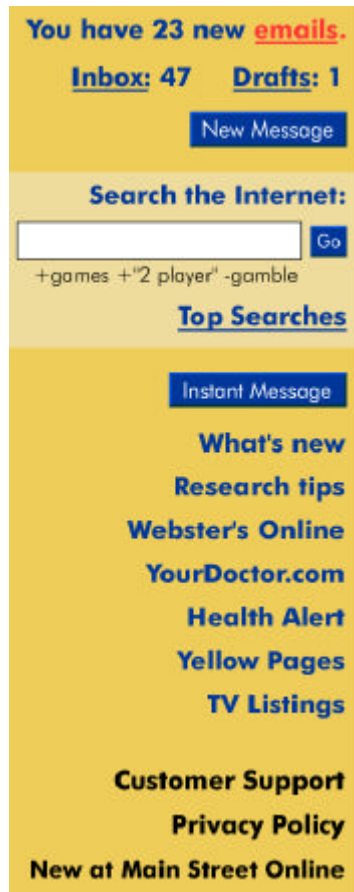 You have 23 new emails.
Inbox: 47 Drafts: 1
New Message
Search the Internet:
Go
+games +"2 player" -gamble
Top Searches
Instant Message
What's new
Research tips
Webster's Online
YourDoctor.com
Health Alert
Yellow Pages
TV Listings
Customer Support
Privacy Policy
New at Main Street Online